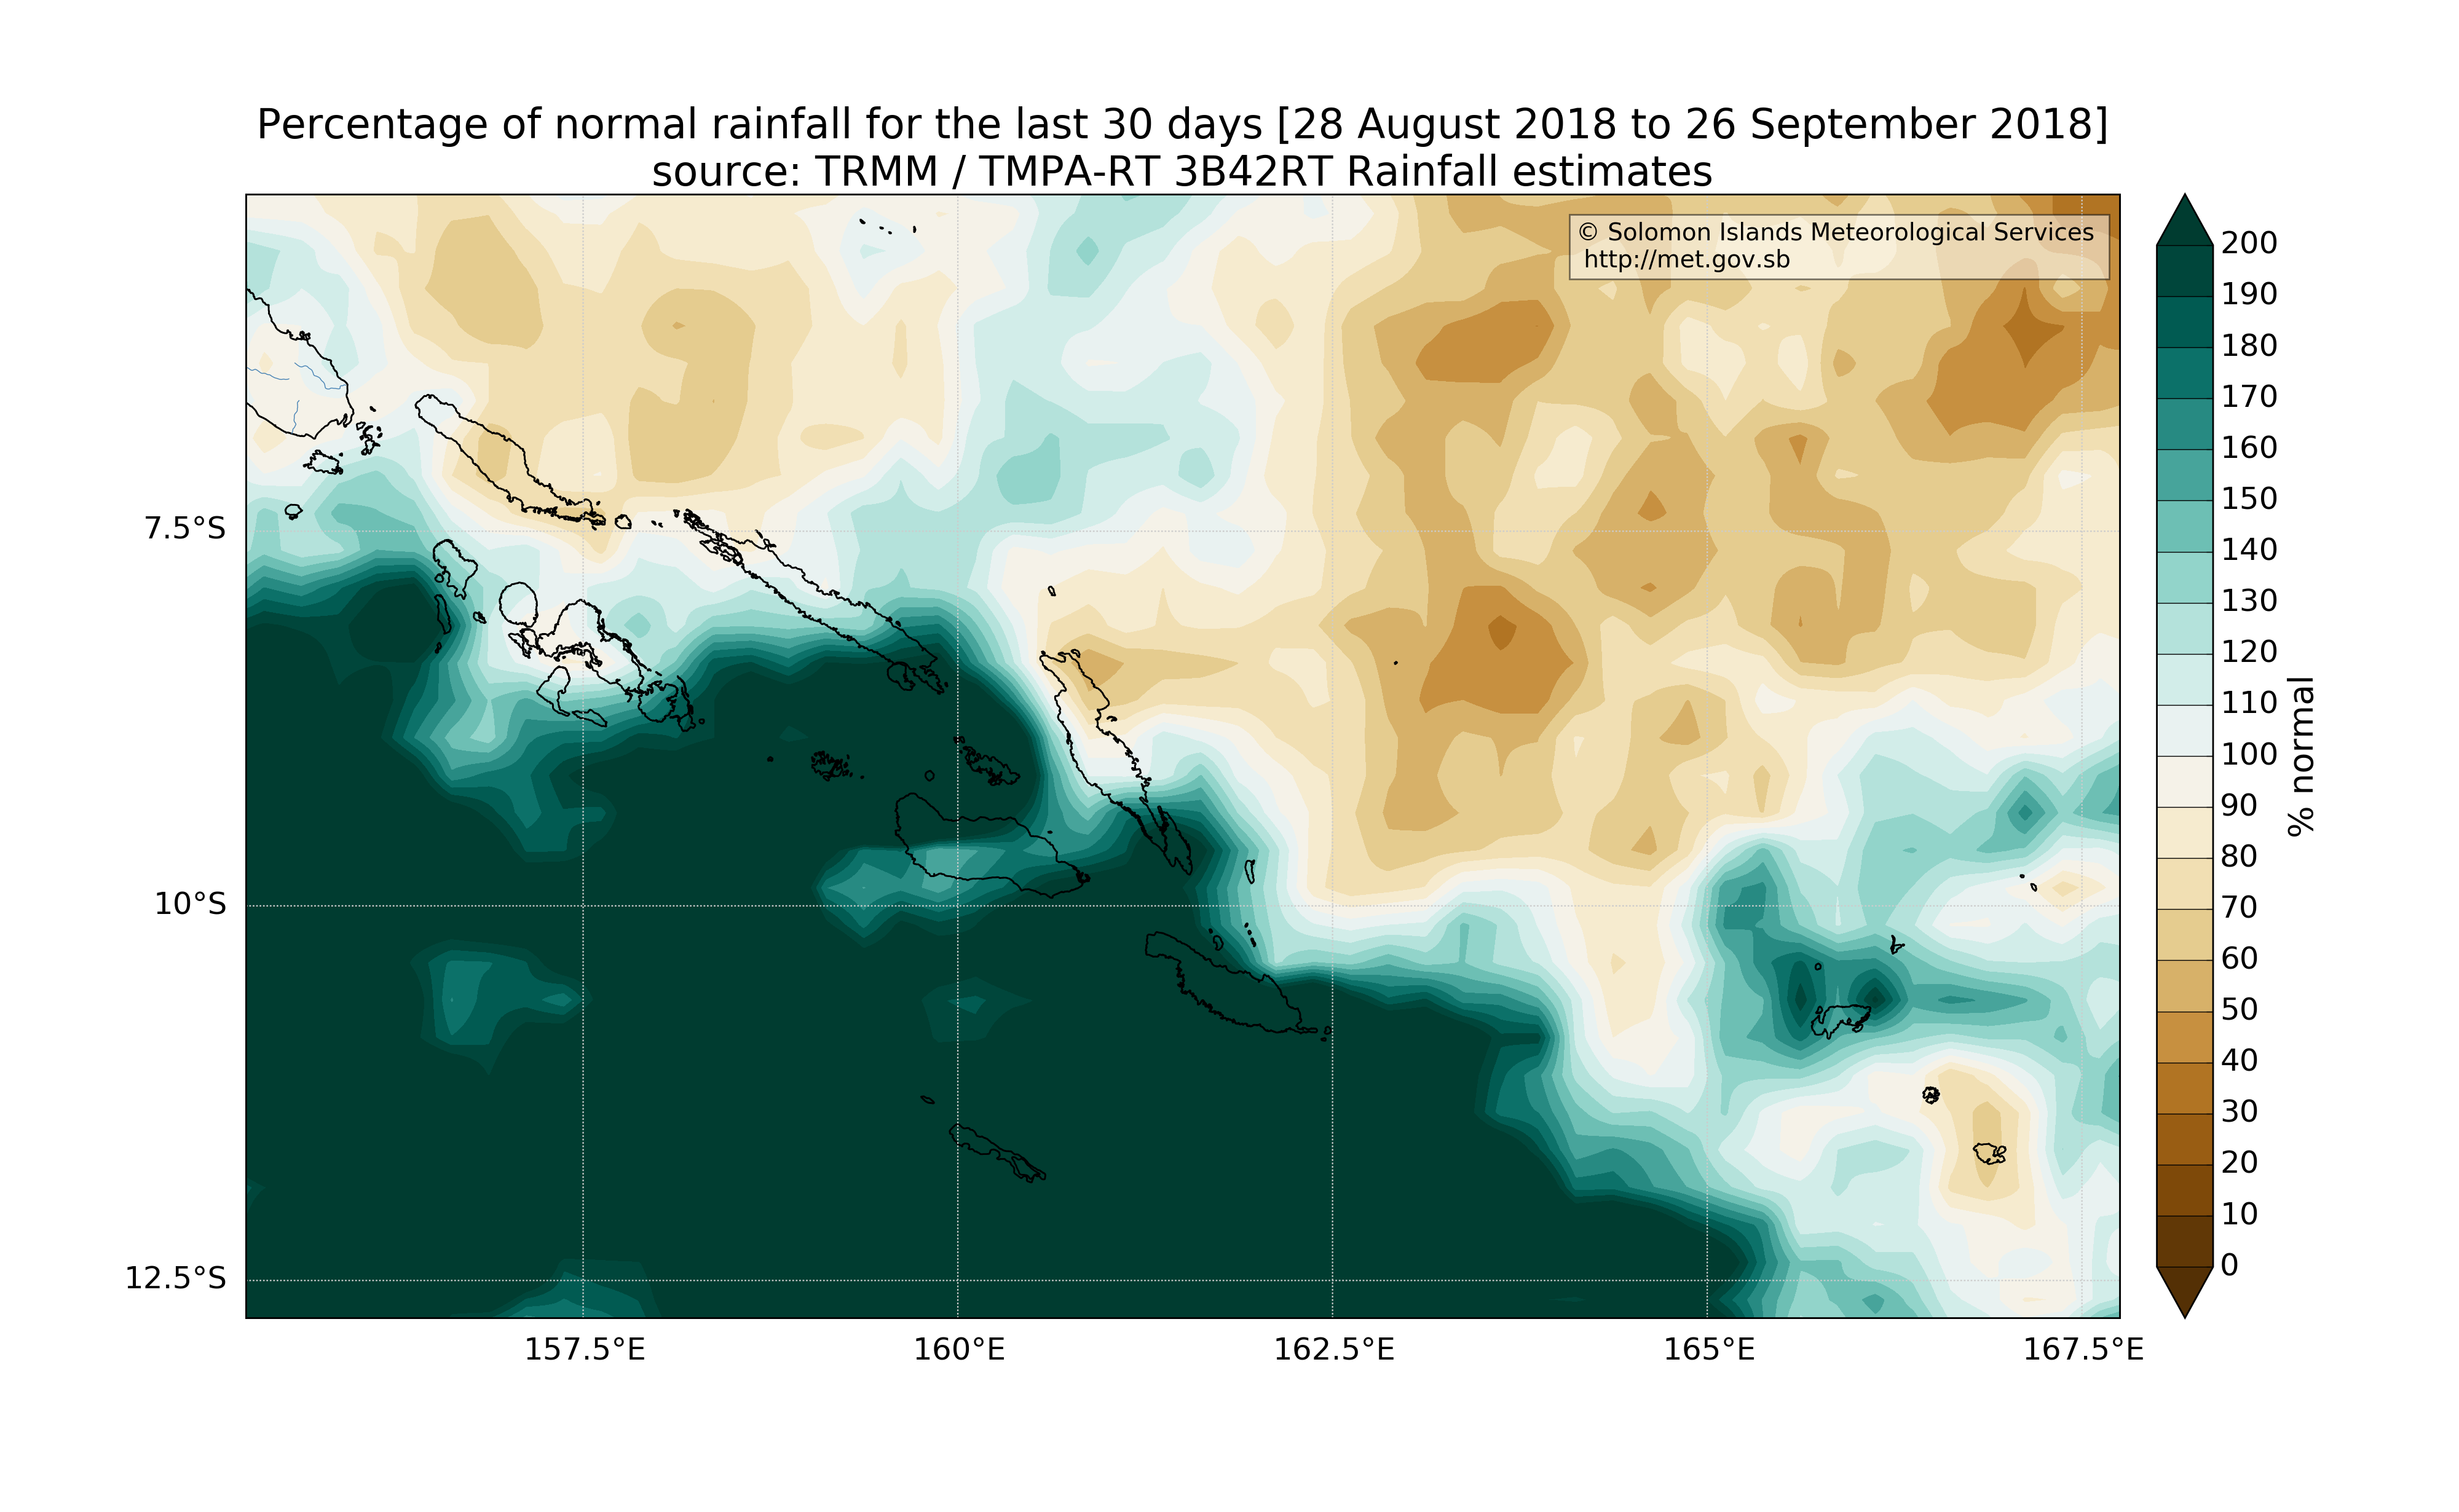 Percentage of normal rainfall for the last 30 days [28 August 2018 to 26 September 2018]
source: TRMM / TMPA-RT 3B42RT Rainfall estimates
© Solomon Islands Meteorological Services
http://met.gov.sb
7.5°S
10°S
12.5°S
157.5°E
160°E
162.5°E
165°E
167.5°E
200
190
180
170
160
150
140
130
120
110
100
90
80
70
60
50
40
30
20
10
0
% normal